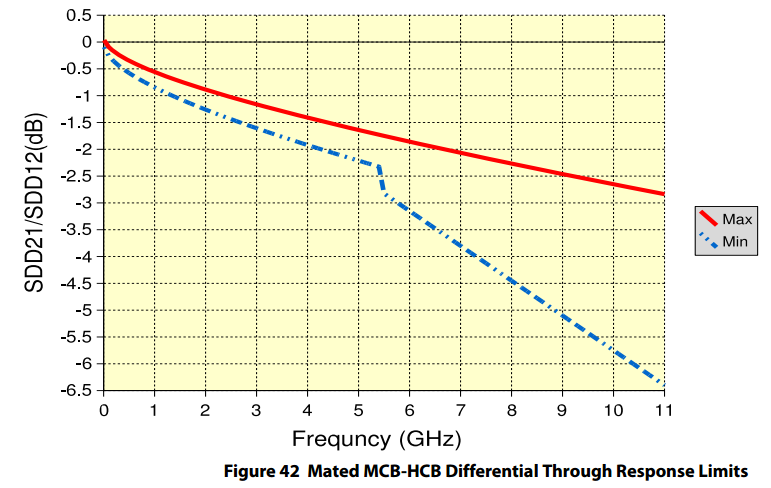 0.5
0
-0.5
-1
-1.5
-2
-2.5
-3
-3.5
-4
-4.5
-5
-5.5
-6
-6.5
SDD21/SDD12(dB)
0 1 2 3 4 5 6 7 8 9 10 11
Frequncy (GHz)
Max
Min
Figure 42 Mated MCB-HCB Differential Through Response Limits